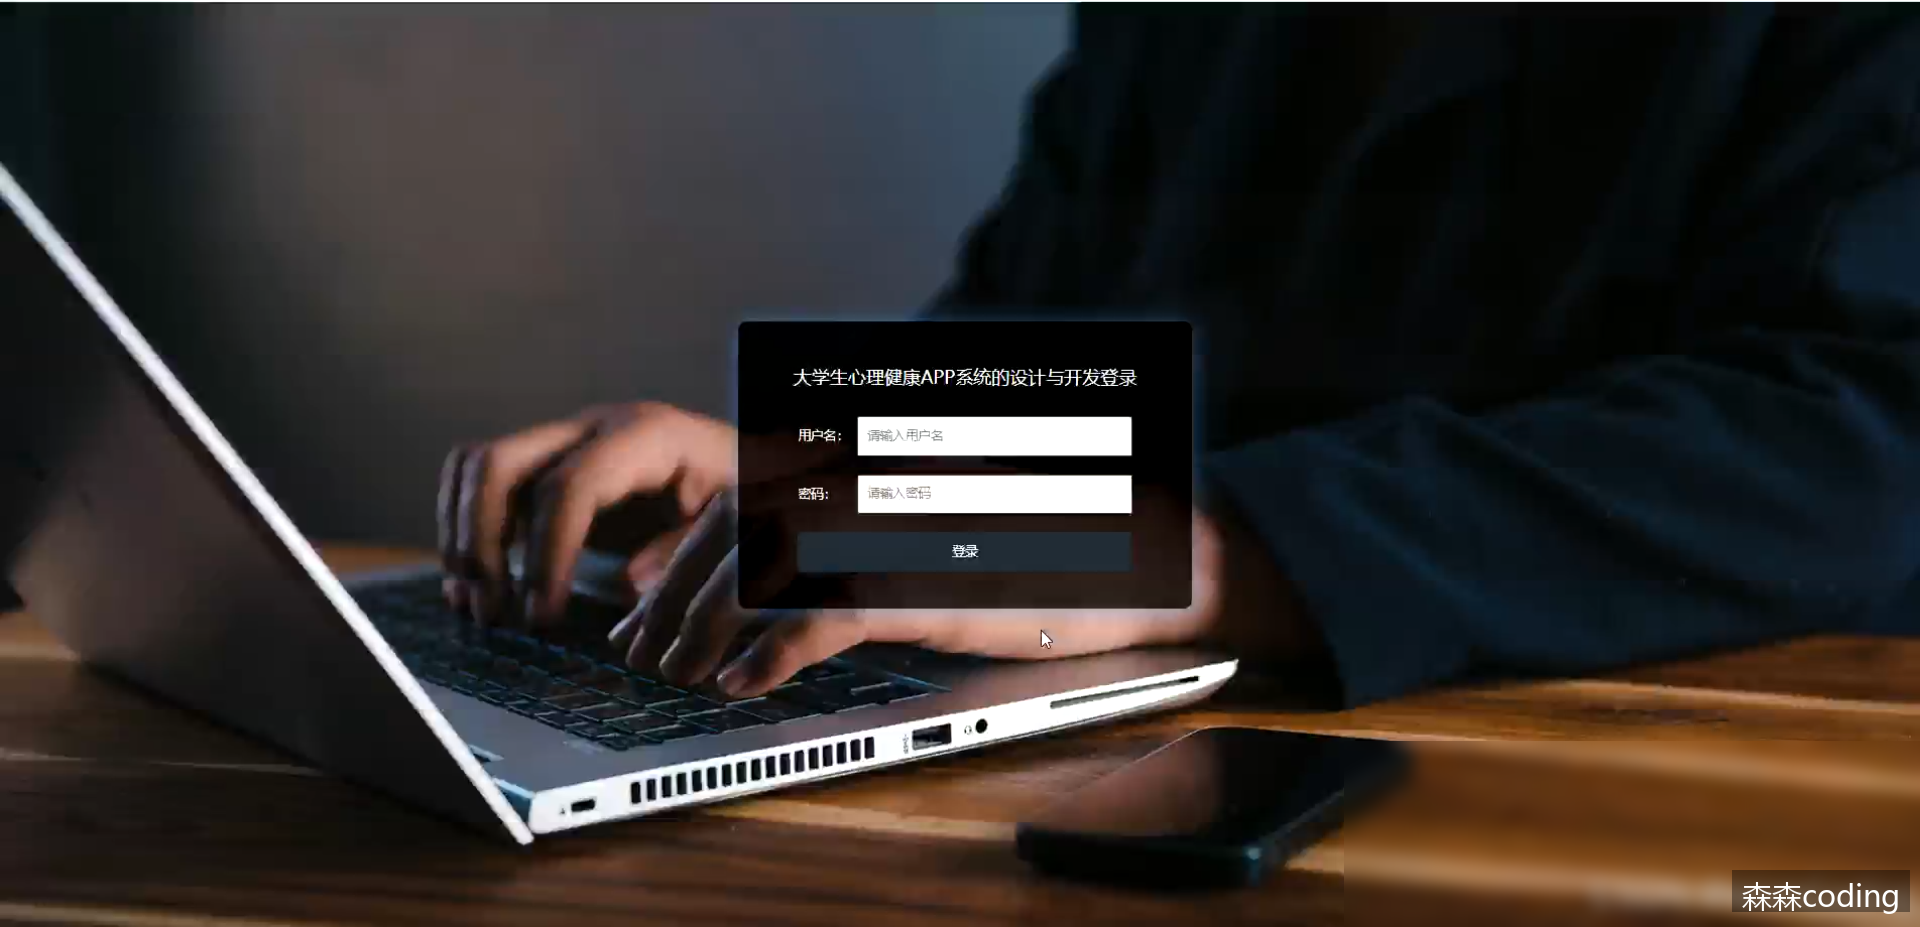 大学生心理健康APP系统的设计与开发登录
用户名：
请输入用户名
密码：
请输入密码
登录
森森coding